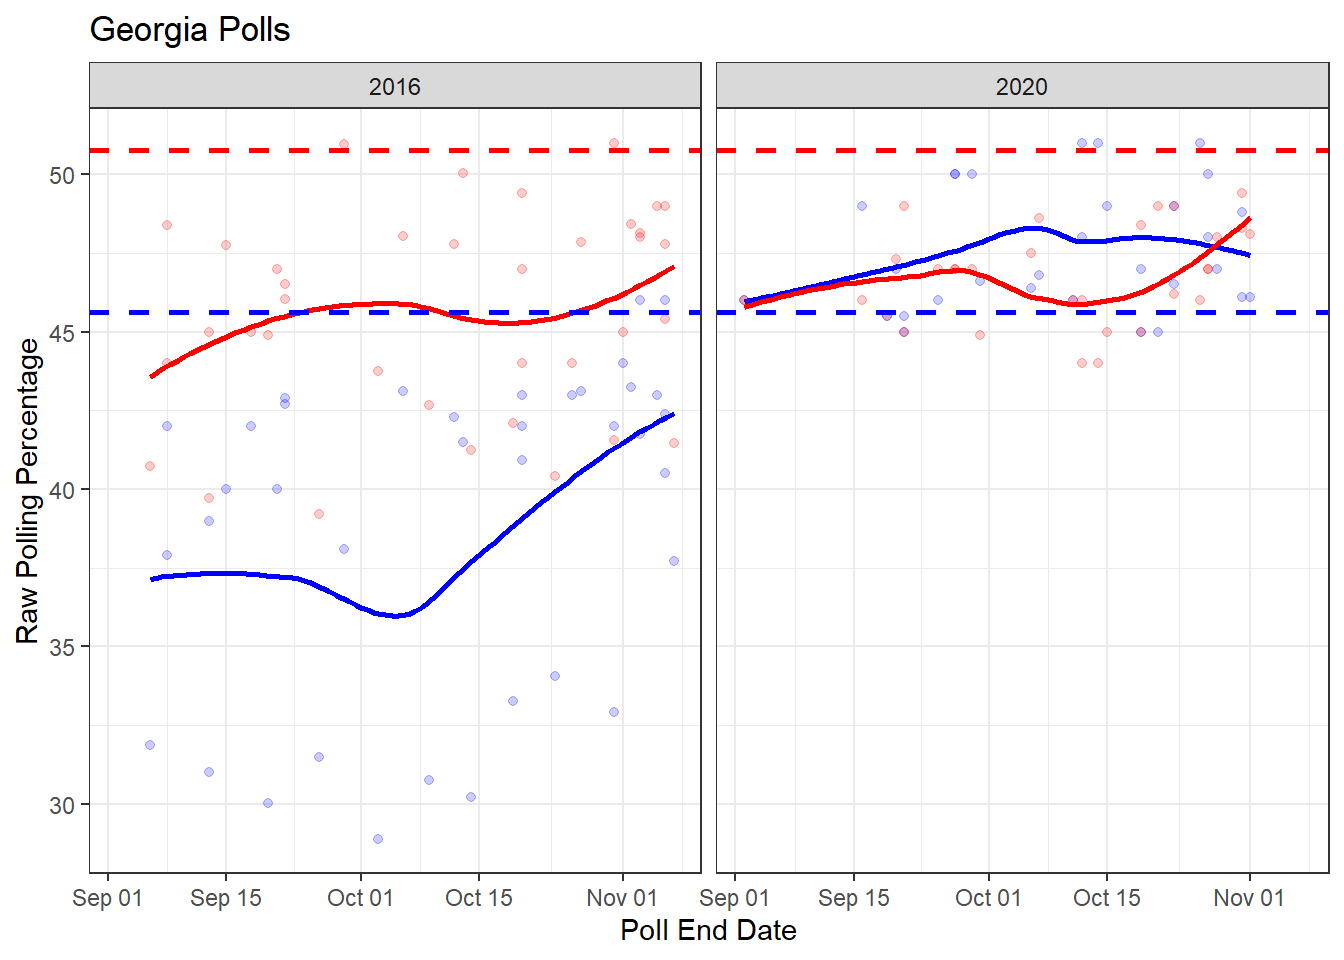 Georgia Polls
2016
2020
Raw Polling Percentage
50
45
40
35
30
Sep 01
Sep 15
Oct 01
Oct 15
Nov 01
Sep 01
Sep 15
Oct 01
Oct 15
Nov 01
Poll End Date